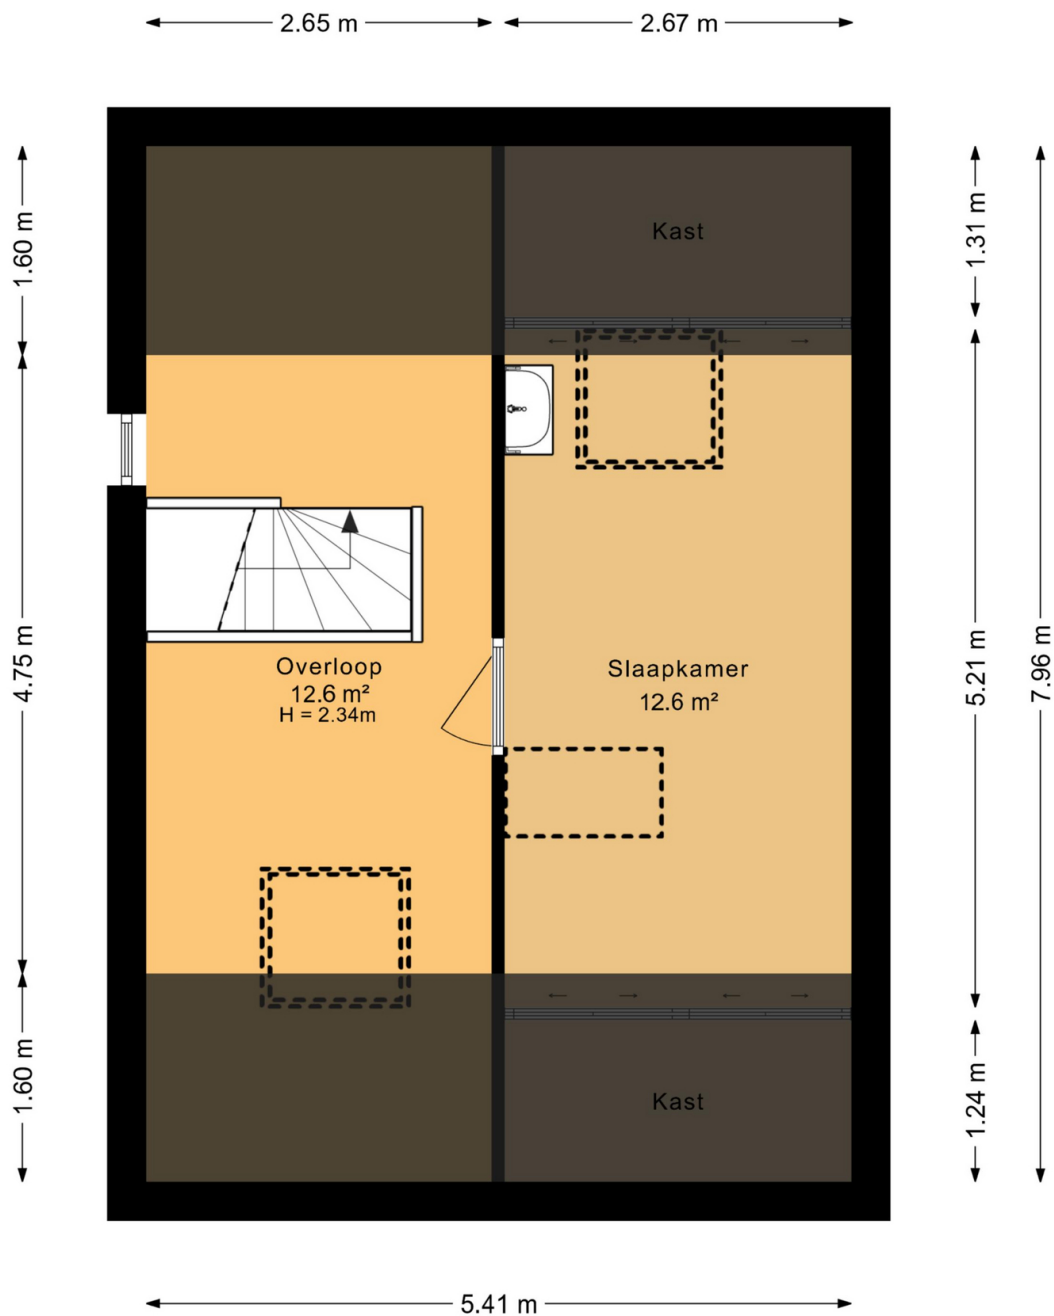 2.65 m
2.67 m
1.60 m
4.75 m
1.60 m
Kast
1.31 m
5.21 m
1.24 m
7.96 m
Overloop
12.6 m²
H = 2.34m
Slaapkamer
12.6 m²
Kast
5.41 m